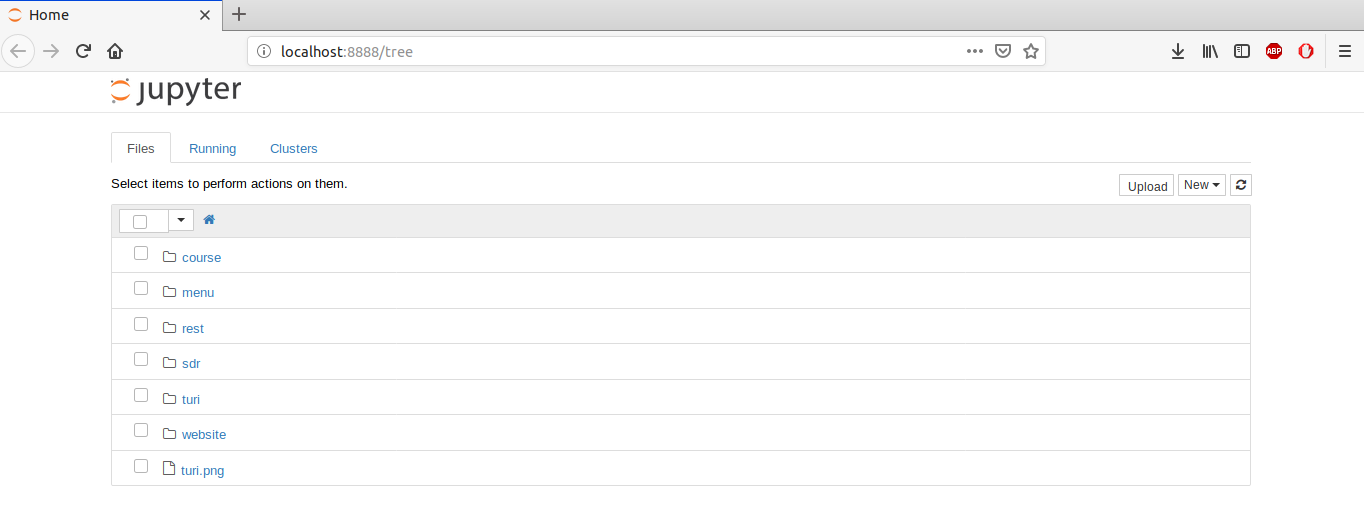 Home
localhost:8888/tree
ABP
jupyter
Files Running Clusters
Select items to perform actions on them.
Upload New
course
menu
rest
sdr
turi
website
turi.png